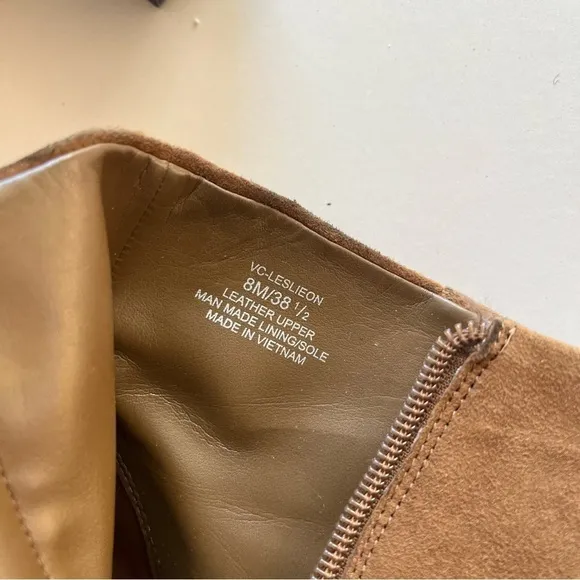 VC-LESLIEON
8M/38 1/2
LEATHER UPPER
MAN MADE LINING/SOLE
MADE IN VIETNAM